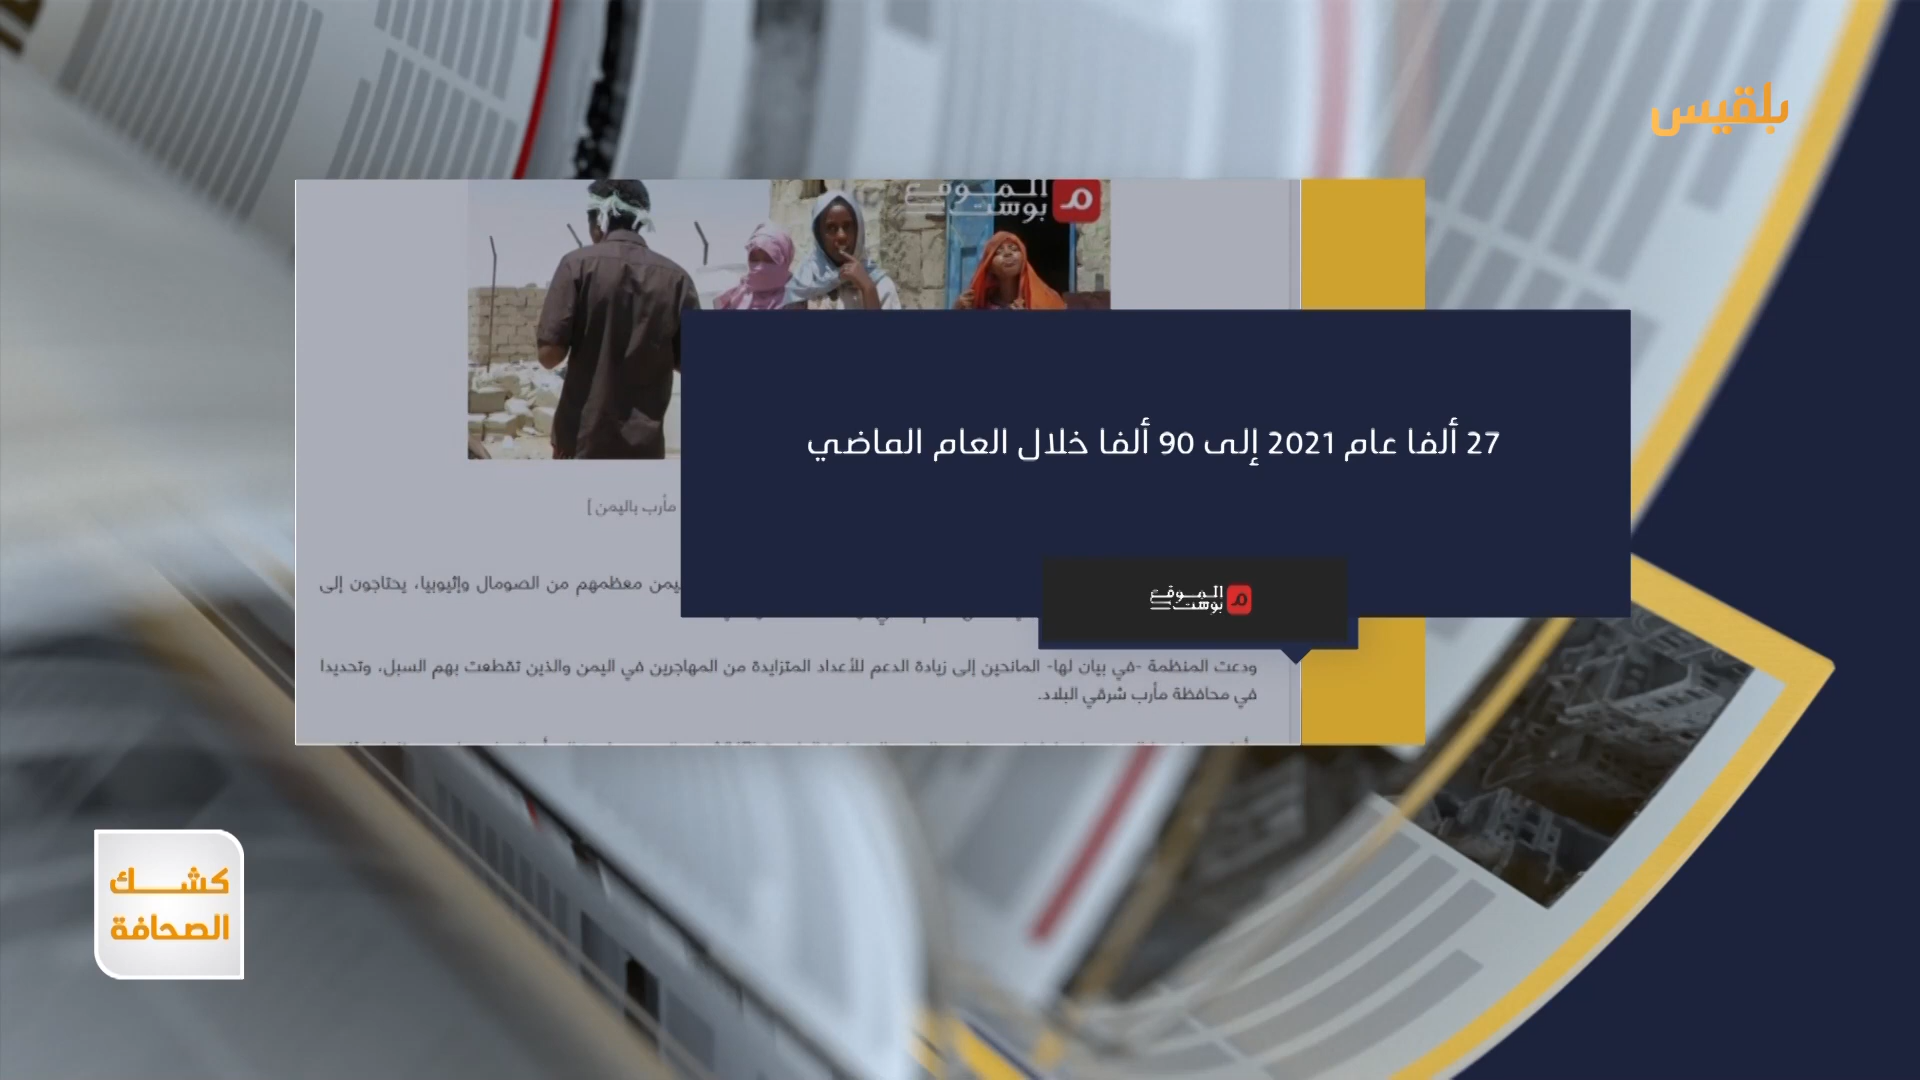 بلقيس
الموقع
بوست
27 ألفا عام 2021 إلى 90 ألفا خلال العام الماضي
مأرب باليمن ]
معظمهم من الصومال وإثيوبيا، يحتاجون إلى
الموقع
بوست
ودعت المنظمة -في بيان لها- المانحين إلى زيادة الدعم للأعداد المتزايدة من المهاجرين في اليمن والذين تقطعت بهم السبل، وتحديدا
في محافظة مأرب شرقي البلاد.
كشك
الصحافة